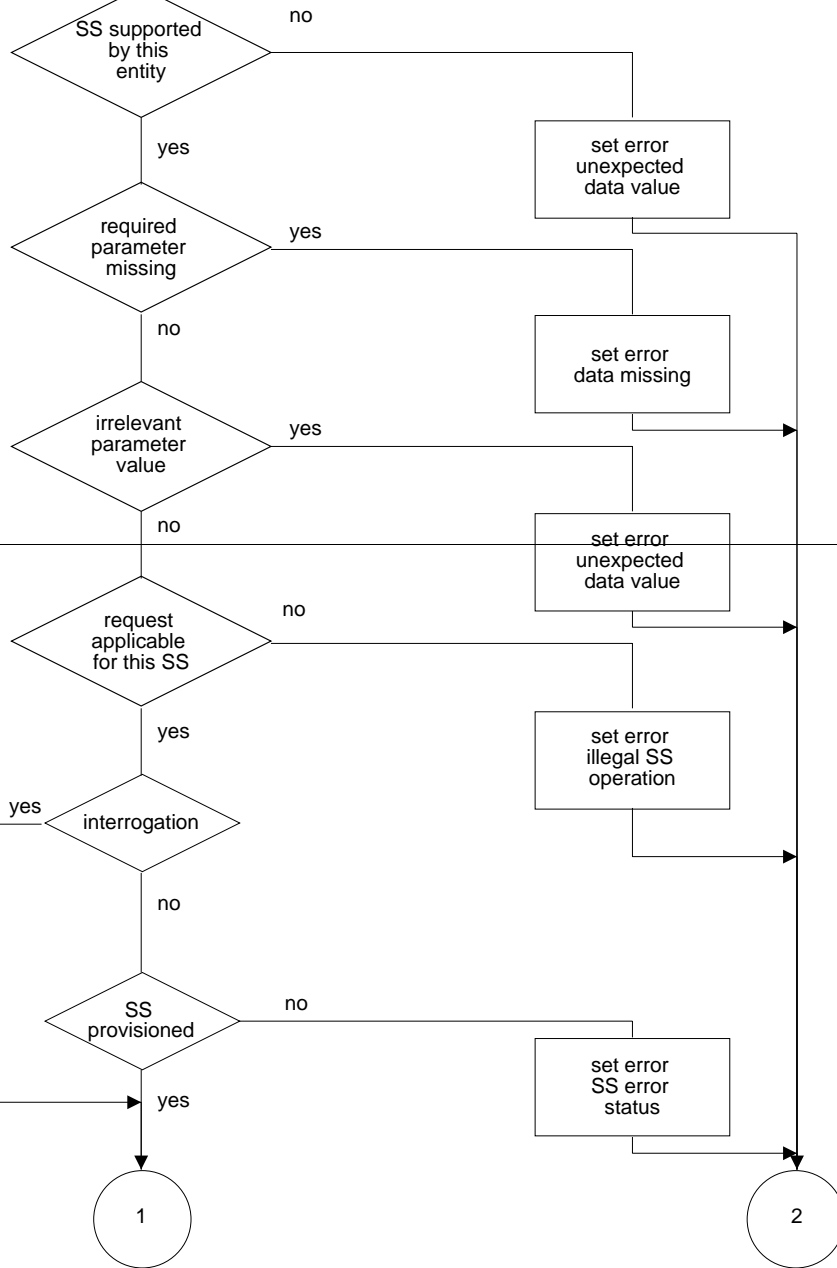 SS supported
by this
entity
no
yes
set error
unexpected
data value
required
parameter
missing
yes
no
set error
data missing
irrelevant
parameter
value
yes
no
set error
unexpected
data value
request
applicable
for this SS
no
yes
set error
illegal SS
operation
yes
interrogation
no
SS
provisioned
no
yes
set error
SS error
status
1
2